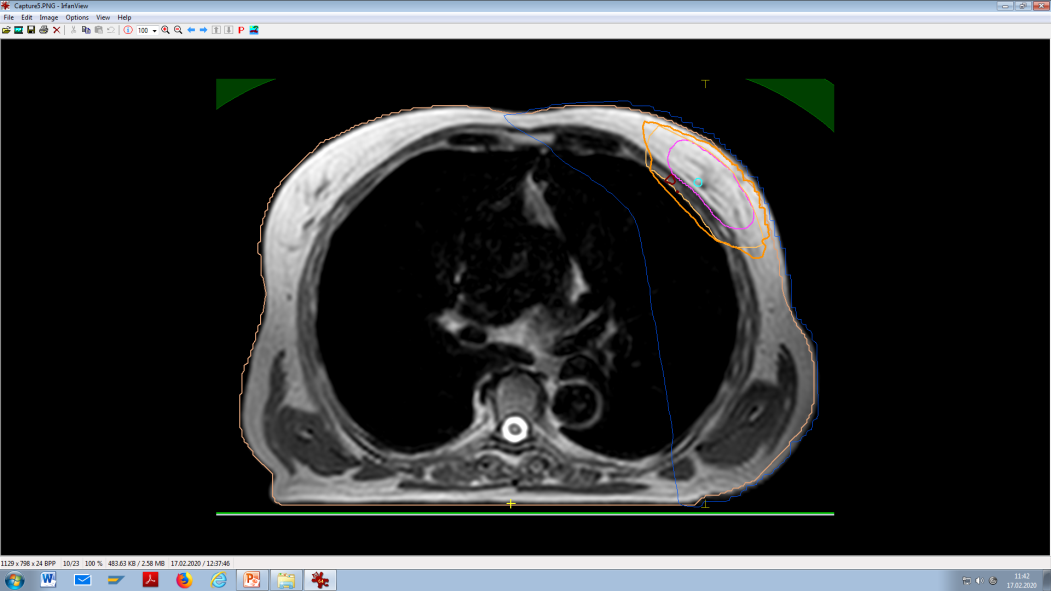 Capture5.PNG - IrfanView
File Edit Image Options View Help
100
P
1129 x 798 x 24 BPP 10/23 100 % 483.63 KB / 2.58 MB 17.02.2020 / 12:37:46
11:42
17.02.2020